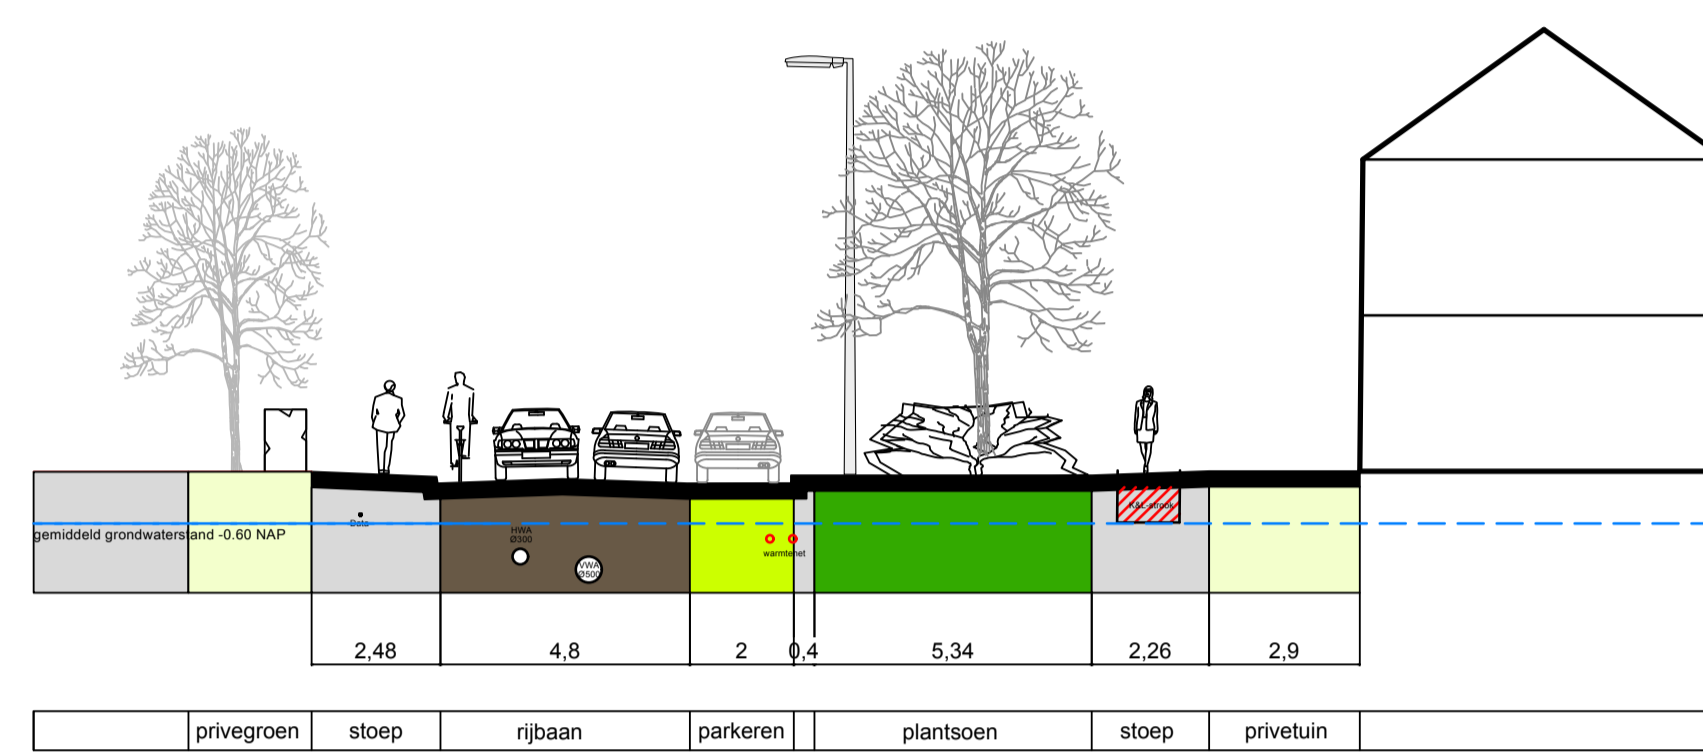 Data
K&L-strook
gemiddeld grondwaterstand -0.60 NAP
HWA
Ø300
VWA
Ø500
warmtenet
2,48 4,8 2 0,4 5,34 2,26 2,9
privegroen stoep rijbaan parkeren plantsoen stoep privetuin